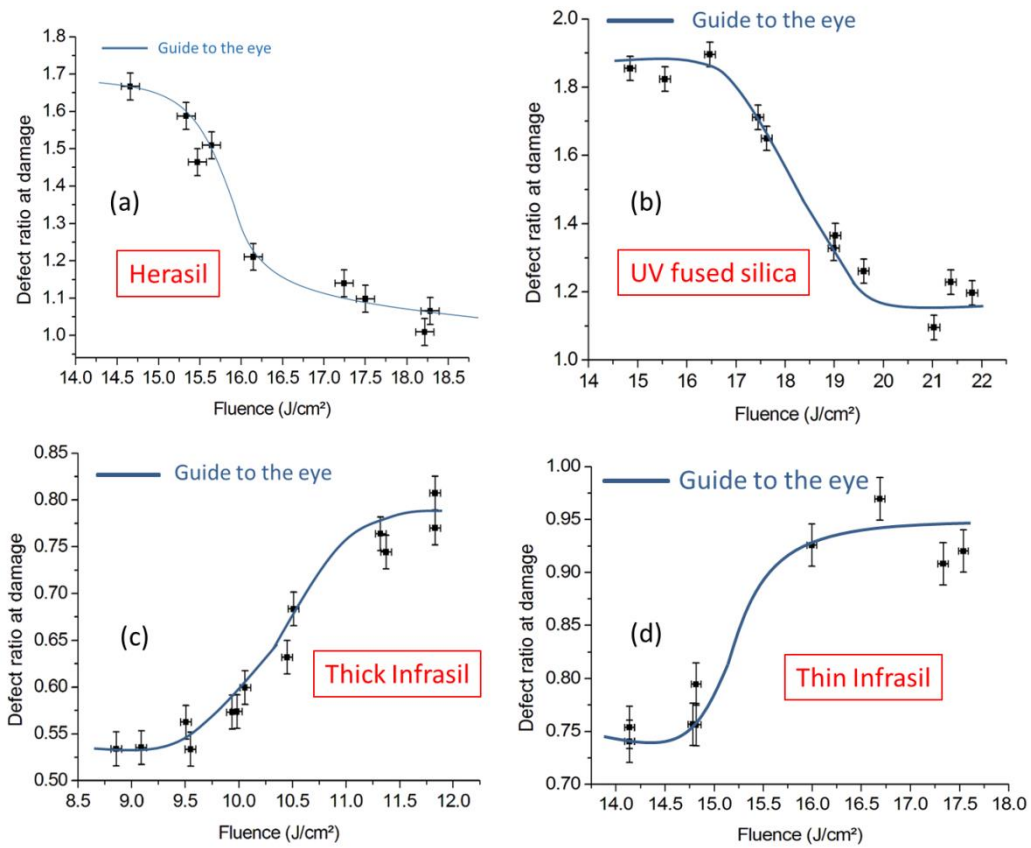 Guide to the eye
(a)
Herasil
Defect ratio at damage
1.8
1.7
1.6
1.5
1.4
1.3
1.2
1.1
1.0
14.0 14.5 15.0 15.5 16.0 16.5 17.0 17.5 18.0 18.5
Fluence (J/cm²)
Guide to the eye
(b)
UV fused silica
Defect ratio at damage
2.0
1.8
1.6
1.4
1.2
1.0
14 15 16 17 18 19 20 21 22
Fluence (J/cm²)
Guide to the eye
(c)
Thick Infrasil
Defect ratio at damage
0.85
0.80
0.75
0.70
0.65
0.60
0.55
0.50
8.5 9.0 9.5 10.0 10.5 11.0 11.5 12.0
Fluence (J/cm²)
Guide to the eye
(d)
Thin Infrasil
Defect ratio at damage
1.00
0.95
0.90
0.85
0.80
0.75
0.70
14.0 14.5 15.0 15.5 16.0 16.5 17.0 17.5 18.0
Fluence (J/cm²)